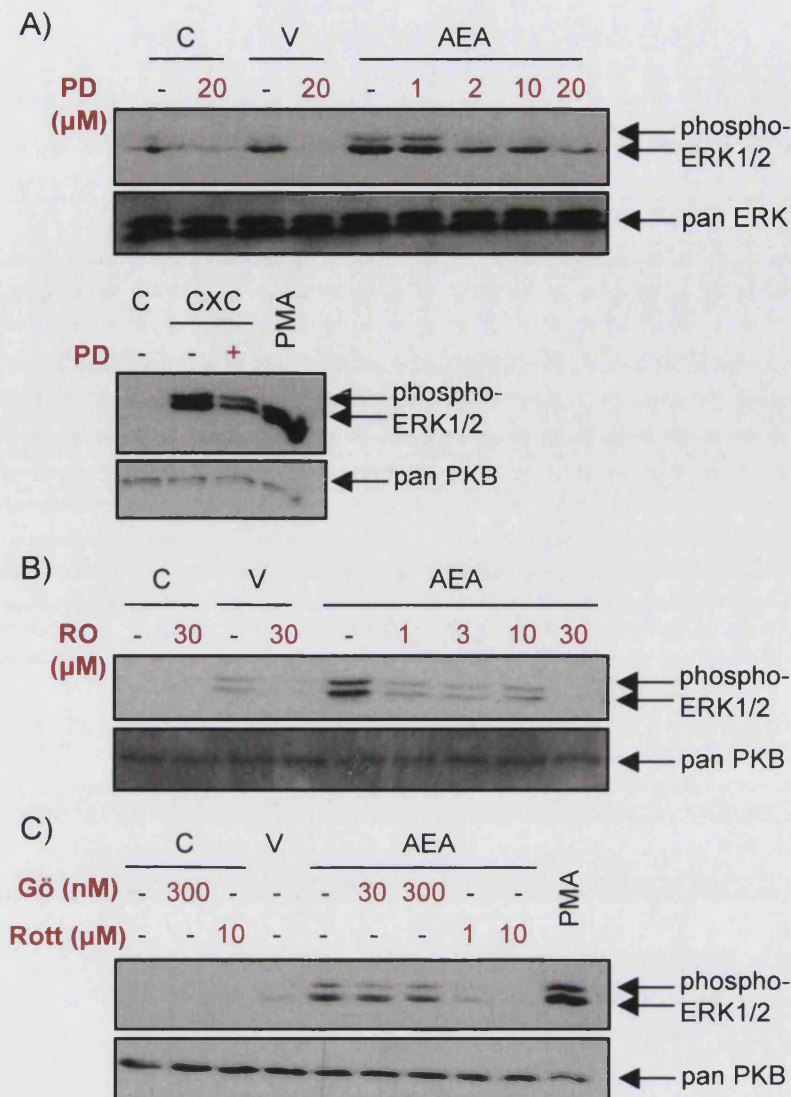 A)
C V AEA
PD - 20 - 20 - 1 2 10 20
(µM)
phospho-
ERK1/2
pan ERK
C CXC PMA
PD - - +
phospho-
ERK1/2
pan PKB
B)
C V AEA
RO - 30 - 30 - 1 3 10 30
(µM)
phospho-
ERK1/2
pan PKB
C)
C V AEA PMA
Gö (nM) - 300 - - - 30 300 - -
Rott (µM) - - 10 - - - - 1 10
phospho-
ERK1/2
pan PKB